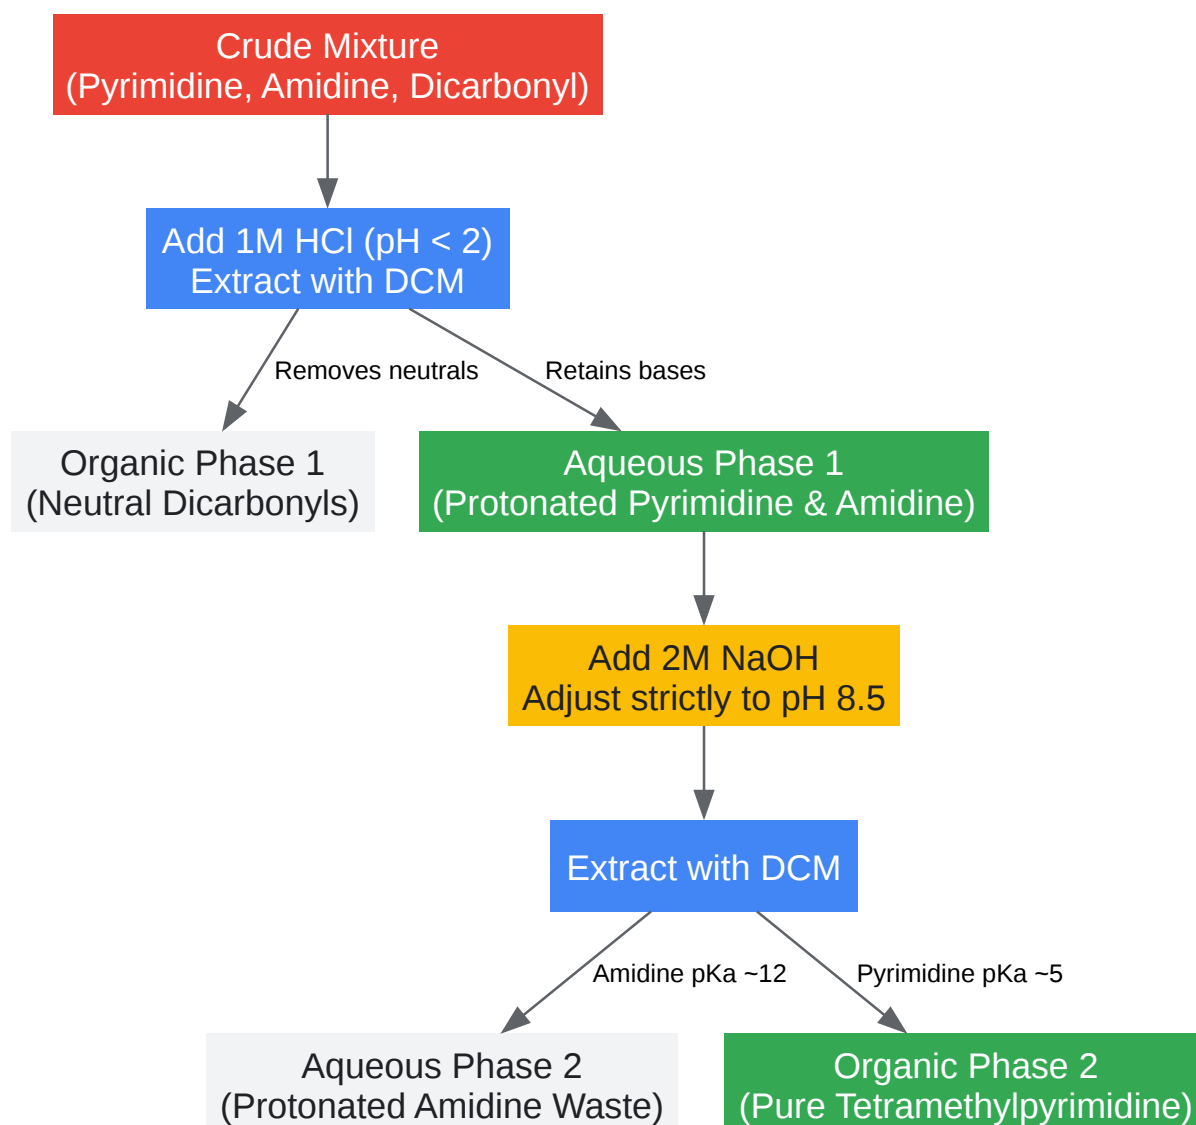 Crude Mixture
(Pyrimidine, Amidine, Dicarbonyl)
Add 1M HCl (pH < 2)
Extract with DCM
Removes neutrals
Retains bases
Organic Phase 1
(Neutral Dicarbonyls)
Aqueous Phase 1
(Protonated Pyrimidine & Amidine)
Add 2M NaOH
Adjust strictly to pH 8.5
Extract with DCM
Amidine pKa ~12
Pyrimidine pKa ~5
Aqueous Phase 2
(Protonated Amidine Waste)
Organic Phase 2
(Pure Tetramethylpyrimidine)